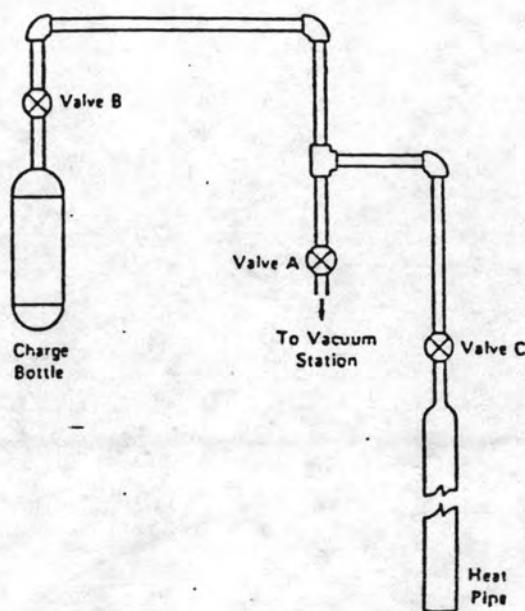 Valve B
Valve A
To Vacuum
Station
Valve C
Charge
Bottle
Heat
Pipe